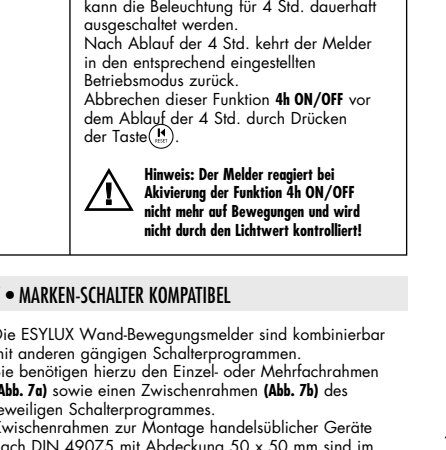 kann die Beleuchtung für 4 Std. dauerhaft
ausgeschaltet werden.
Nach Ablauf der 4 Std. kehrt der Melder
in den entsprechend eingestellten
Betriebsmodus zurück.
Abbrechen dieser Funktion 4h ON/OFF vor
dem Ablauf der 4 Std. durch Drücken
der Taste RESET.
Hinweis: Der Melder reagiert bei
Akivierung der Funktion 4h ON/OFF
nicht mehr auf Bewegungen und wird
nicht durch den Lichtwert kontrolliert!
• MARKEN-SCHALTER KOMPATIBEL
Die ESYLUX Wand-Bewegungsmelder sind kombinierbar
mit anderen gängigen Schalterprogrammen.
Sie benötigen hierzu den Einzel- oder Mehrfachrahmen
(Abb. 7a) sowie einen Zwischenrahmen (Abb. 7b) des
jeweiligen Schalterprogrammes.
Zwischenrahmen zur Montage handelsüblicher Geräte
nach DIN 49075 mit Abdeckung 50 x 50 mm sind im